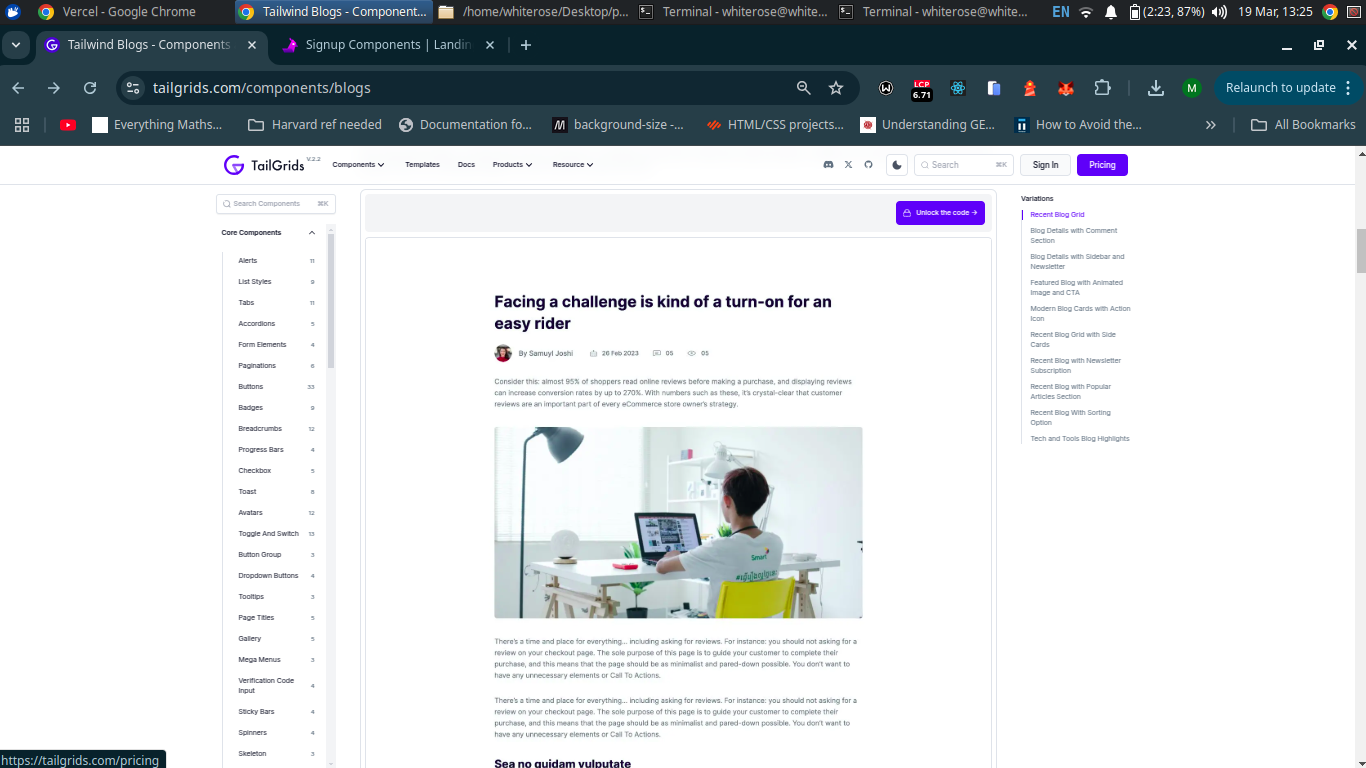 Vercel - Google Chrome
Tailwind Blogs - Component...
/home/whiterose/Desktop/p...
Terminal - whiterose@white...
Terminal - whiterose@white...
EN
(2:23, 87%)
19 Mar, 13:25
Tailwind Blogs - Components
Signup Components | Landin
tailgrids.com/components/blogs
LCP
6.71
M
Relaunch to update
Everything Maths...
Harvard ref needed
Documentation fo...
background-size -...
HTML/CSS projects...
Understanding GE...
How to Avoid the...
All Bookmarks
TailGrids
V.2.2
Components
Templates
Docs
Products
Resource
Search
⌘K
Sign In
Pricing
Search Components
⌘K
Core Components
Alerts 11
List Styles 9
Tabs 11
Accordions 5
Form Elements 4
Paginations 6
Buttons 33
Badges 9
Breadcrumbs 12
Progress Bars 4
Checkbox 5
Toast 8
Avatars 12
Toggle And Switch 13
Button Group 3
Dropdown Buttons 4
Tooltips 3
Page Titles 5
Gallery 5
Mega Menus 3
Verification Code
Input 4
Sticky Bars 4
Spinners 4
Skeleton 3
Unlock the code →
Facing a challenge is kind of a turn-on for an
easy rider
By Samuyl Joshi
26 Feb 2023
05
05
Consider this: almost 95% of shoppers read online reviews before making a purchase, and displaying reviews
can increase conversion rates by up to 270%. With numbers such as these, it's crystal-clear that customer
reviews are an important part of every eCommerce store owner's strategy.
Smart
There's a time and place for everything... including asking for reviews. For instance: you should not asking for a
review on your checkout page. The sole purpose of this page is to guide your customer to complete their
purchase, and this means that the page should be as minimalist and pared-down possible. You don't want to
have any unnecessary elements or Call To Actions.
There's a time and place for everything... including asking for reviews. For instance: you should not asking for a
review on your checkout page. The sole purpose of this page is to guide your customer to complete their
purchase, and this means that the page should be as minimalist and pared-down possible. You don't want to
have any unnecessary elements or Call To Actions.
Sea no quidam vulputate
Variations
Recent Blog Grid
Blog Details with Comment
Section
Blog Details with Sidebar and
Newsletter
Featured Blog with Animated
Image and CTA
Modern Blog Cards with Action
Icon
Recent Blog Grid with Side
Cards
Recent Blog with Newsletter
Subscription
Recent Blog with Popular
Articles Section
Recent Blog With Sorting
Option
Tech and Tools Blog Highlights
https://tailgrids.com/pricing